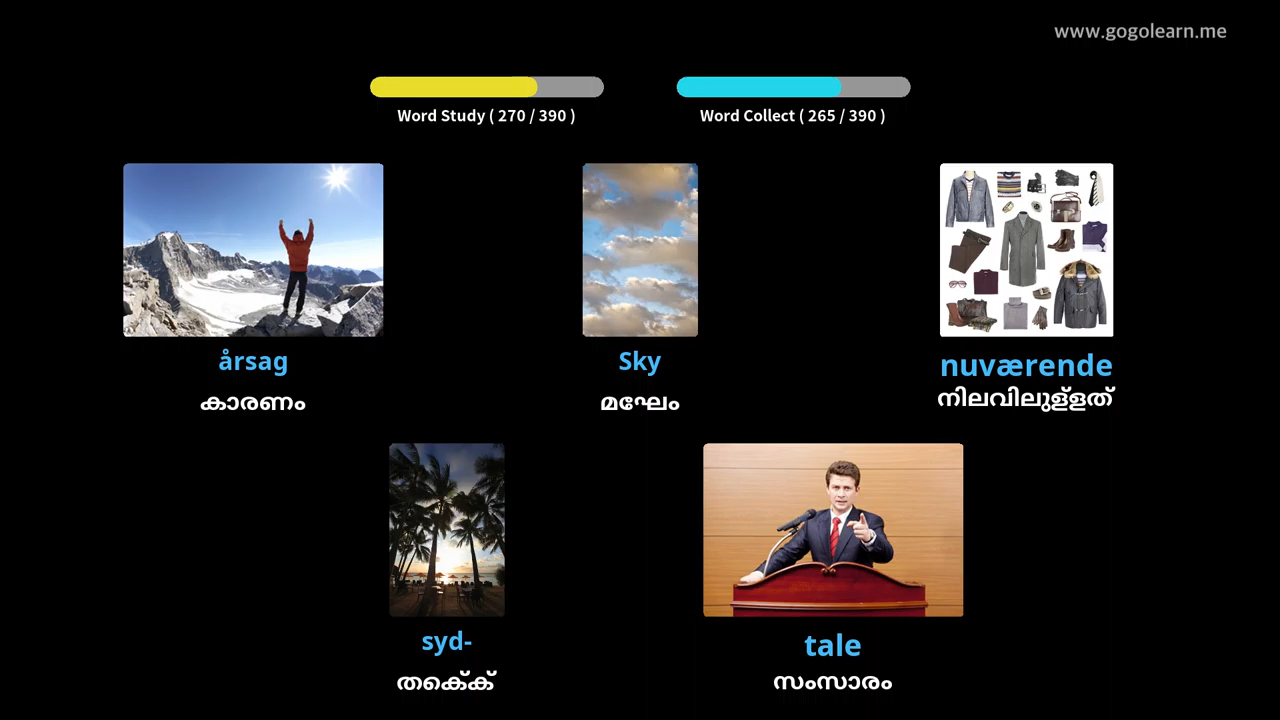 www.gogolearn.me
Word Study ( 270 / 390 )
Word Collect ( 265 / 390 )
årsag
കാരണം
Sky
മഘേം
nuværende
നിലവിലുള്ളത്
syd-
തക്കെ്
tale
സംസാരം